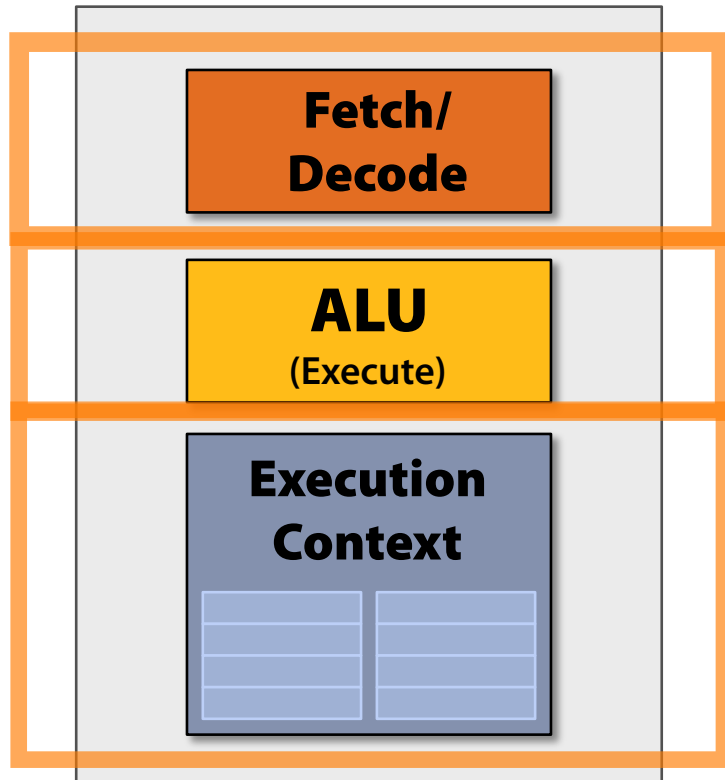 Fetch/
Decode
ALU
(Execute)
Execution
Context